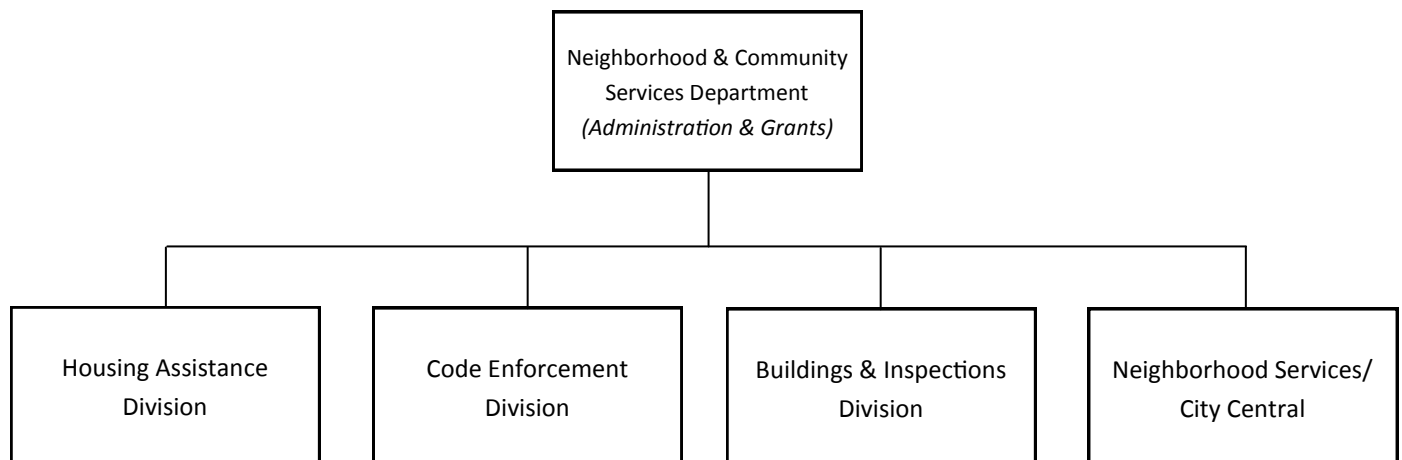 Neighborhood & Community
Services Department
(Administration & Grants)
Housing Assistance
Division
Code Enforcement
Division
Buildings & Inspections
Division
Neighborhood Services/
City Central